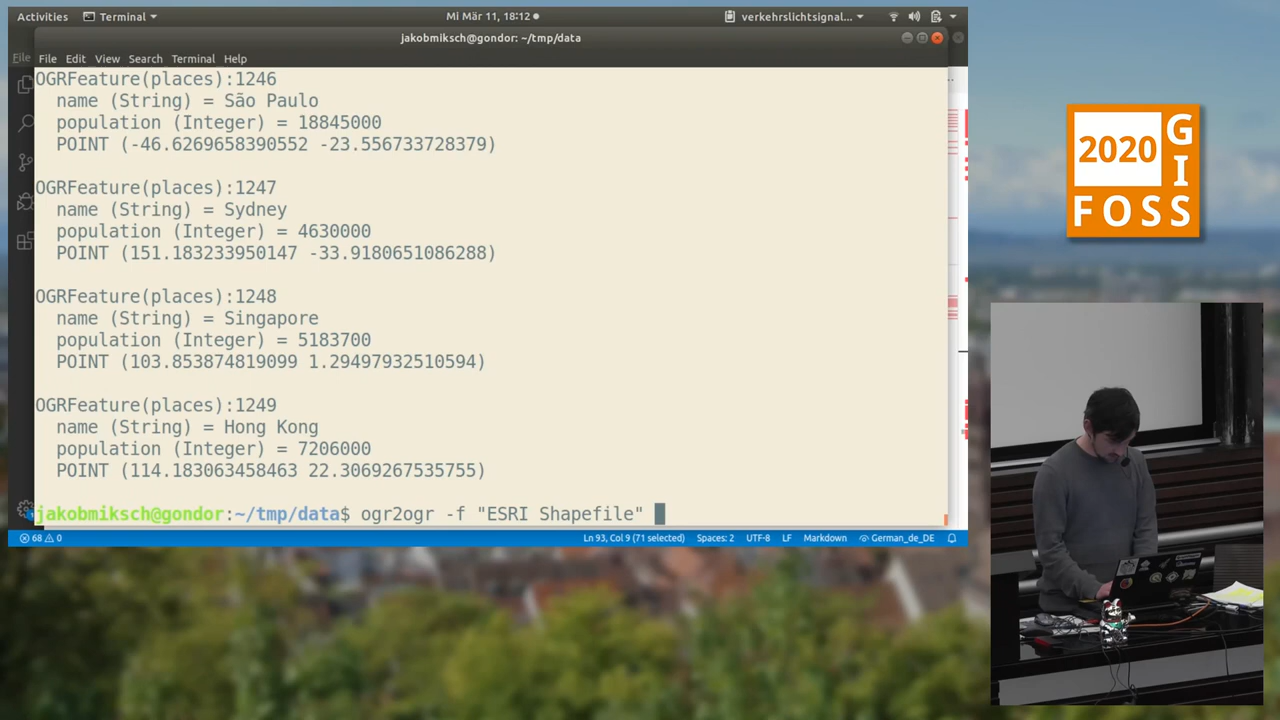 Activities Terminal Mi Mär 11, 18:12 verkehrslichtsignal...
jakobmiksch@gondor: ~/tmp/data
File File Edit View Search Terminal Help
OGRFeature(places):1246
name (String) = São Paulo
population (Integer) = 18845000
POINT (-46.6269658390552 -23.556733728379)
OGRFeature(places):1247
name (String) = Sydney
population (Integer) = 4630000
POINT (151.183233950147 -33.9180651086288)
OGRFeature(places):1248
name (String) = Singapore
population (Integer) = 5183700
POINT (103.853874819099 1.29497932510594)
OGRFeature(places):1249
name (String) = Hong Kong
population (Integer) = 7206000
POINT (114.183063458463 22.3069267535755)
jakobmiksch@gondor:~/tmp/data$ ogr2ogr -f "ESRI Shapefile"
68 0 Ln 93, Col 9 (71 selected) Spaces: 2 UTF-8 LF Markdown German_de_DE
2020 GIS
FOSS